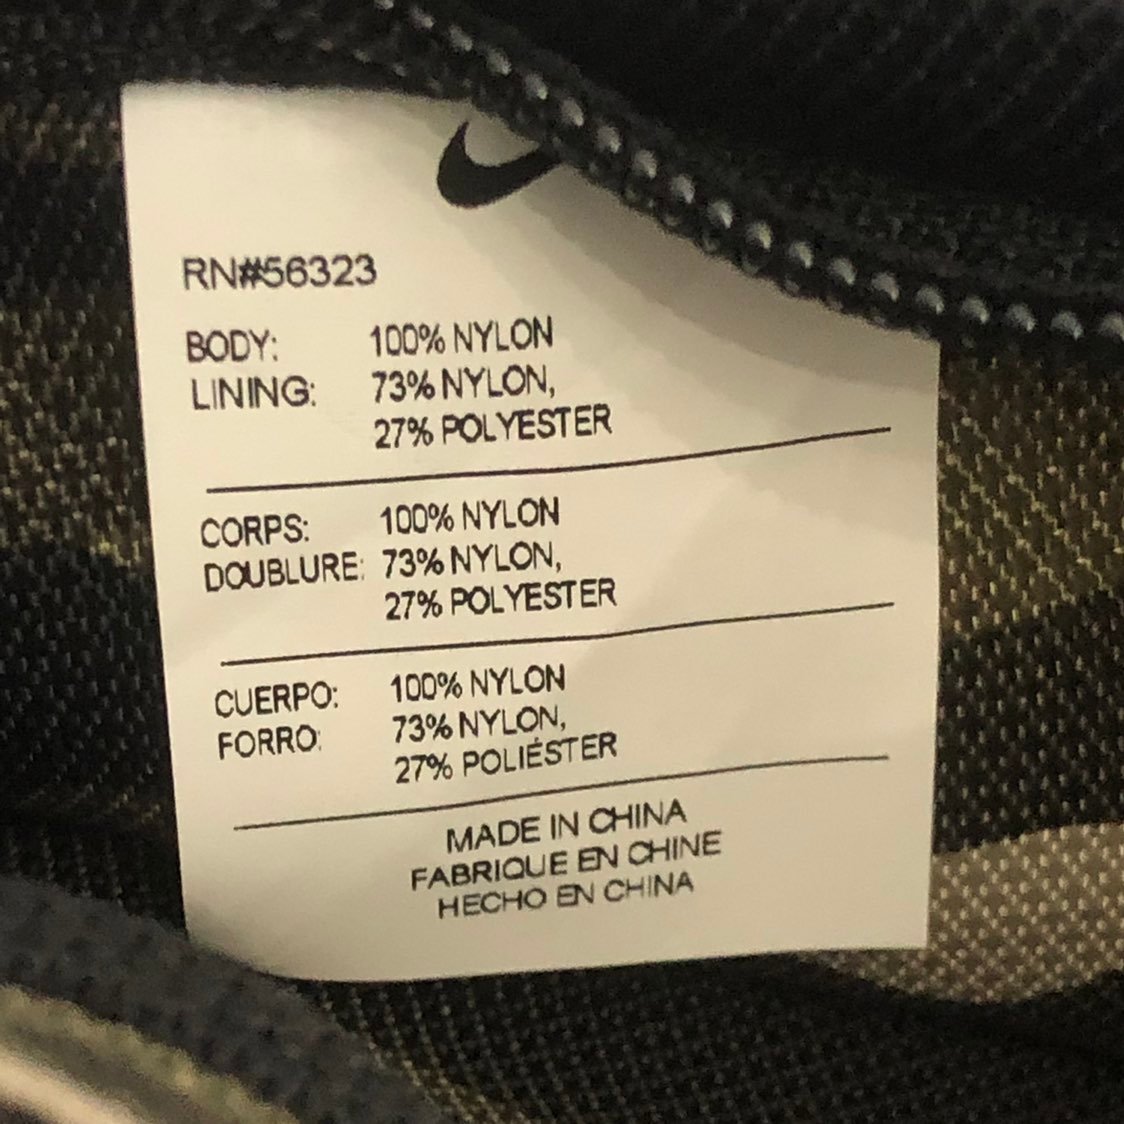 RN#56323
BODY: 100% NYLON
LINING: 73% NYLON,
27% POLYESTER
CORPS: 100% NYLON
DOUBLURE: 73% NYLON,
27% POLYESTER
CUERPO: 100% NYLON
FORRO: 73% NYLON,
27% POLIÉSTER
MADE IN CHINA
FABRIQUE EN CHINE
HECHO EN CHINA